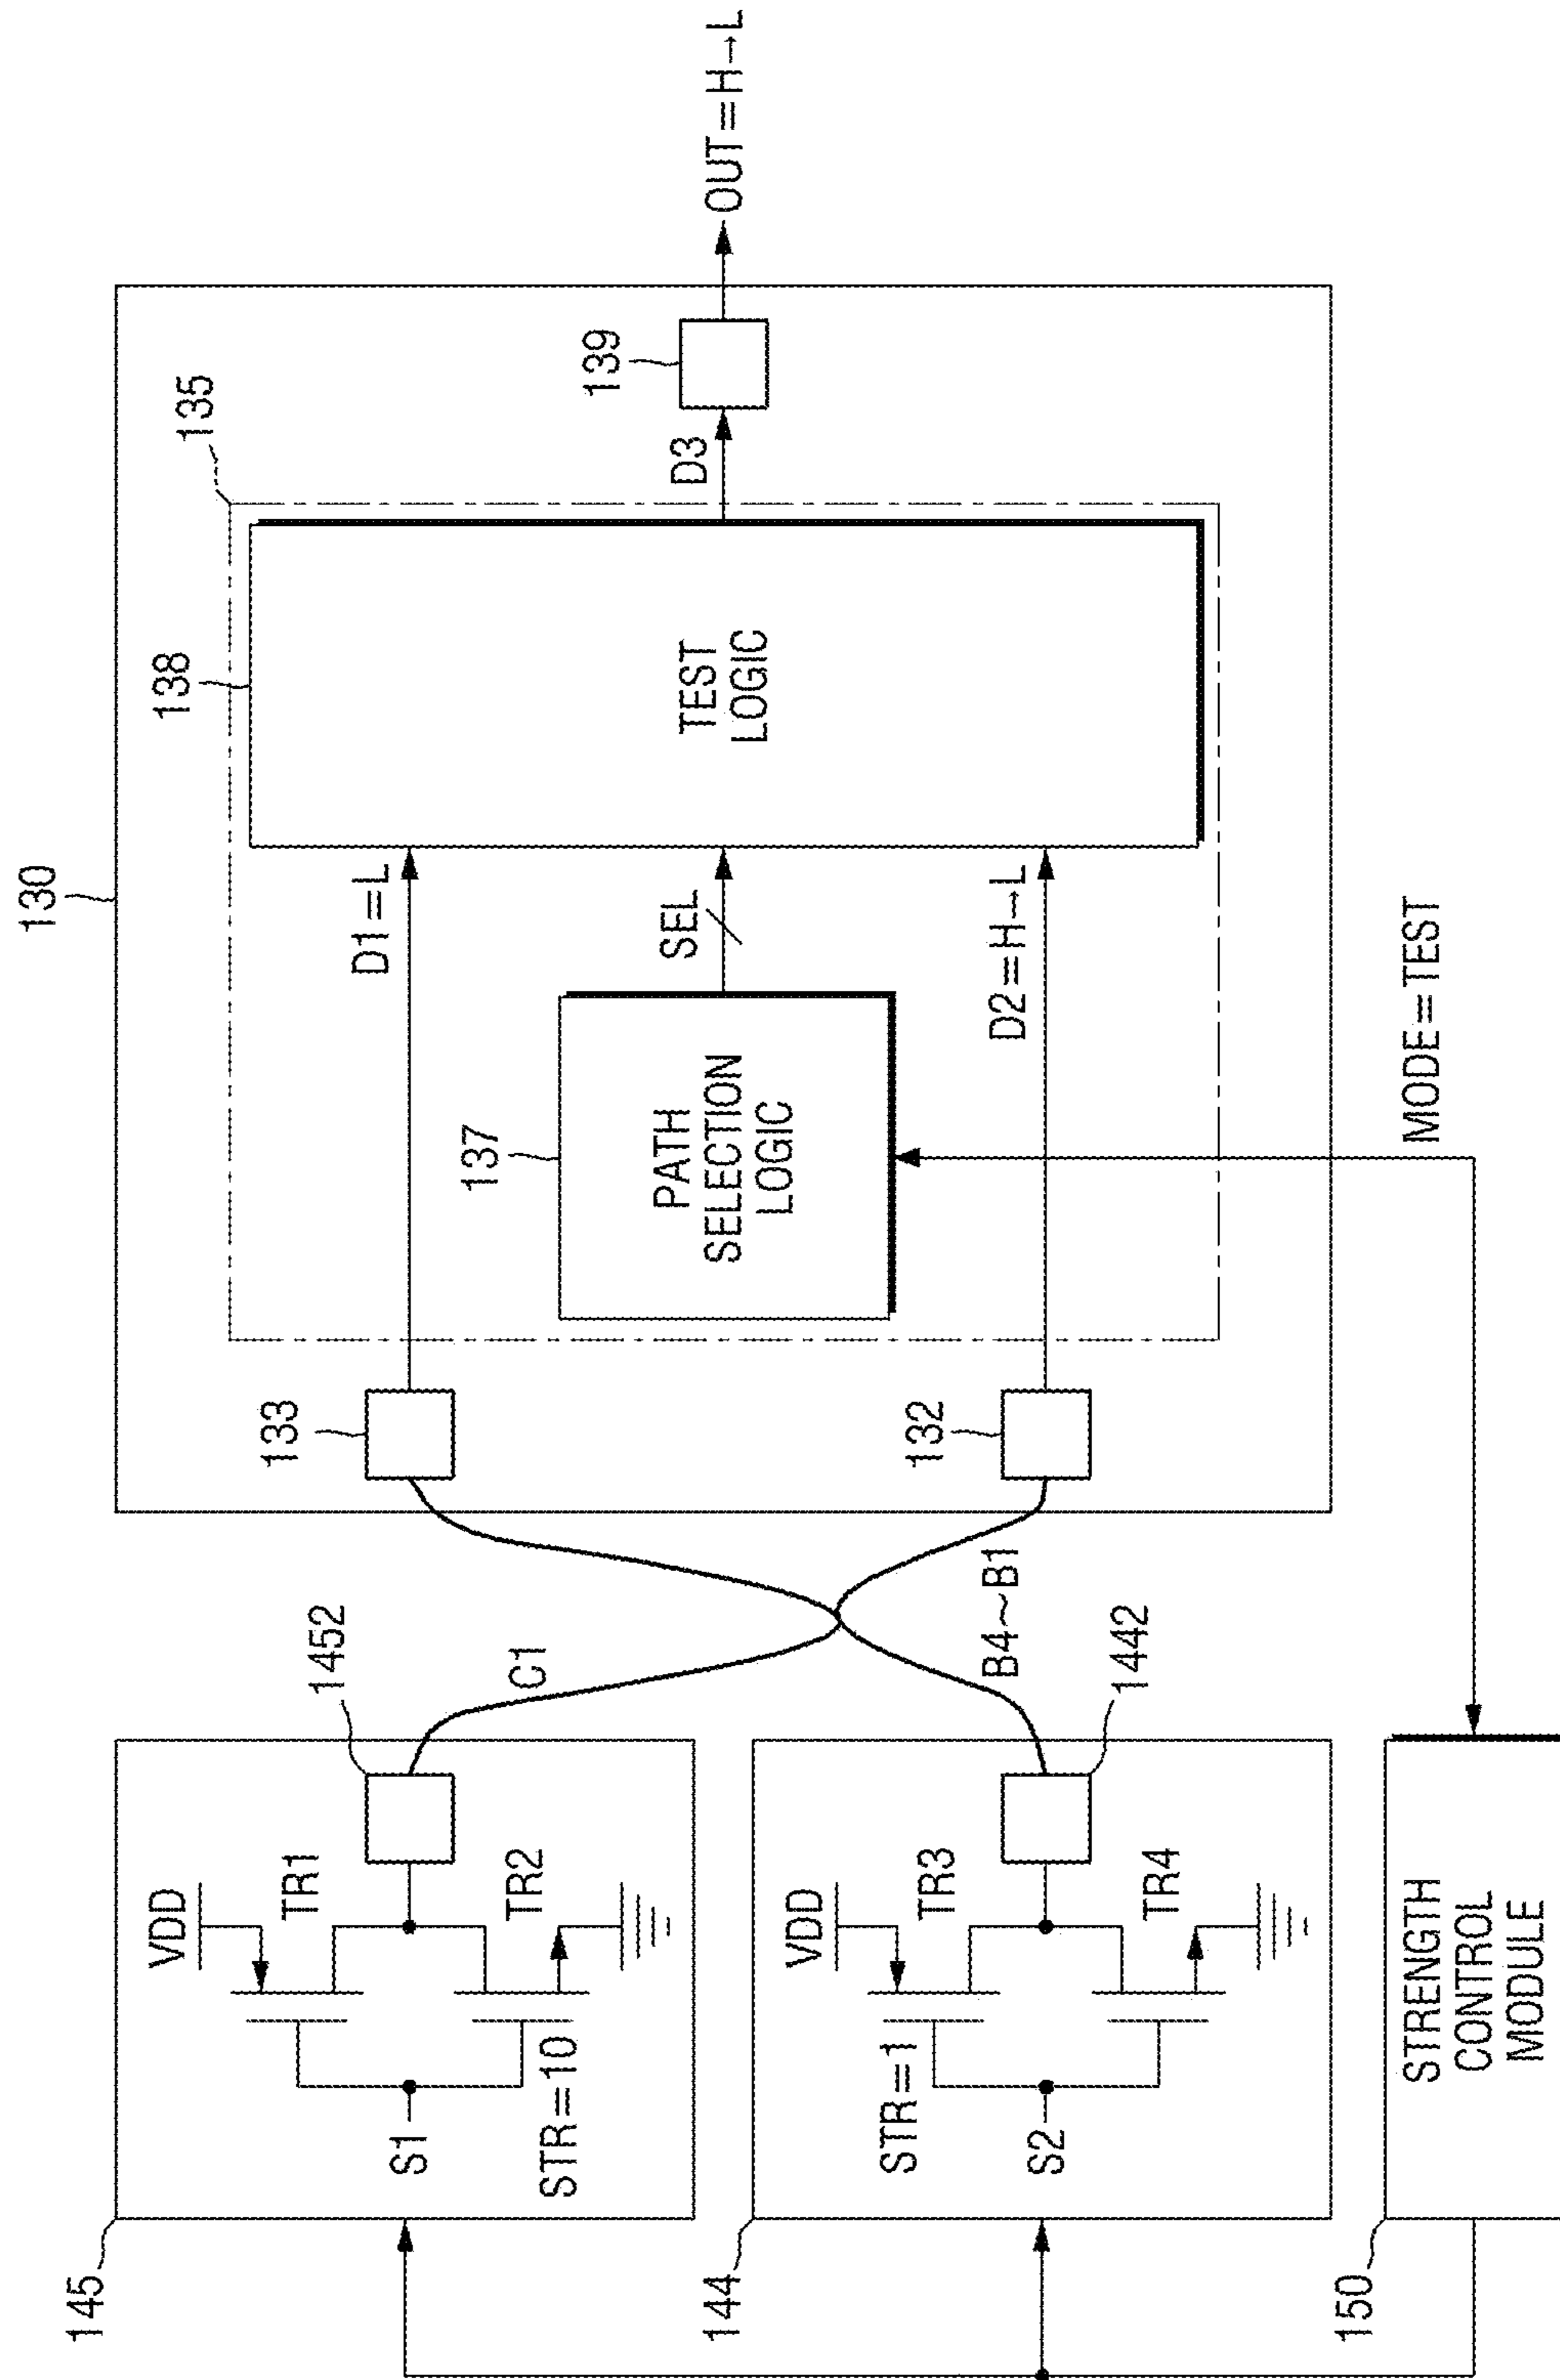 130
145
VDD
TR1
S1
STR=10
TR2
1452
C1
133
D1=L
138
135
137
PATH
SELECTION
LOGIC
SEL
TEST
LOGIC
D3
139
OUT=H→L
144
VDD
STR=1
TR3
S2
TR4
1442
B4~B1
132
D2=H→L
150
STRENGTH
CONTROL
MODULE
MODE=TEST